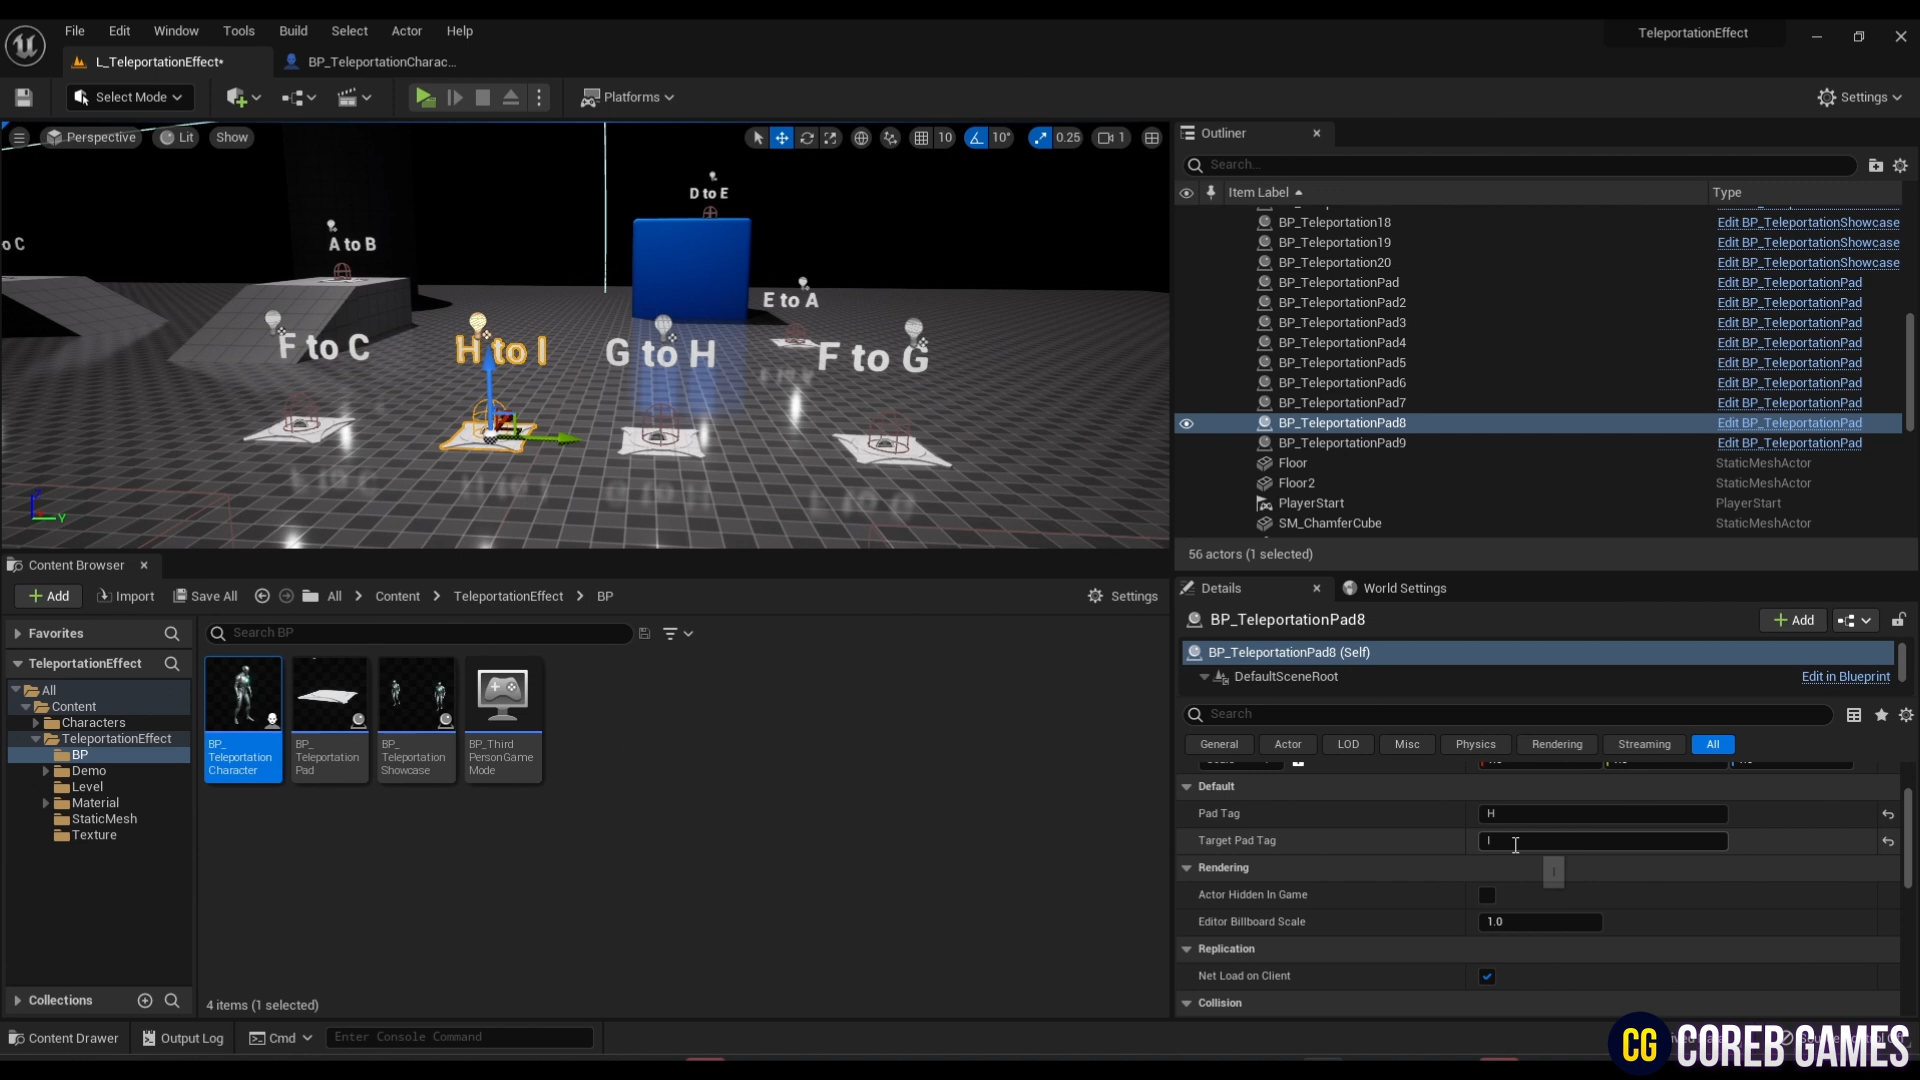 File Edit Window Tools Build Select Actor Help
TeleportationEffect
L_TeleportationEffect*
BP_TeleportationCharac...
Select Mode
Platforms
Settings
Perspective
Lit
Show
10
10°
0.25
1
D to E
o C
A to B
E to A
F to C
H to I
G to H
F to G
Y
Outliner
Search...
Item Label
Type
BP_Teleportation18 Edit BP_TeleportationShowcase
BP_Teleportation19 Edit BP_TeleportationShowcase
BP_Teleportation20 Edit BP_TeleportationShowcase
BP_TeleportationPad Edit BP_TeleportationPad
BP_TeleportationPad2 Edit BP_TeleportationPad
BP_TeleportationPad3 Edit BP_TeleportationPad
BP_TeleportationPad4 Edit BP_TeleportationPad
BP_TeleportationPad5 Edit BP_TeleportationPad
BP_TeleportationPad6 Edit BP_TeleportationPad
BP_TeleportationPad7 Edit BP_TeleportationPad
BP_TeleportationPad8 Edit BP_TeleportationPad
BP_TeleportationPad9 Edit BP_TeleportationPad
Floor StaticMeshActor
Floor2 StaticMeshActor
PlayerStart PlayerStart
SM_ChamferCube StaticMeshActor
56 actors (1 selected)
Content Browser
Add
Import
Save All
All > Content > TeleportationEffect > BP
Settings
Favorites
TeleportationEffect
All
Content
Characters
TeleportationEffect
BP
Demo
Level
Material
StaticMesh
Texture
Collections
Search BP
BP_
Teleportation
Character
BP_
Teleportation
Pad
BP_
Teleportation
Showcase
BP_Third
PersonGame
Mode
4 items (1 selected)
Details
World Settings
BP_TeleportationPad8
Add
BP_TeleportationPad8 (Self)
DefaultSceneRoot
Edit in Blueprint
Search
General Actor LOD Misc Physics Rendering Streaming All
Default
Pad Tag H
Target Pad Tag I
Rendering
Actor Hidden In Game
Editor Billboard Scale 1.0
Replication
Net Load on Client
Collision
Content Drawer
Output Log
Cmd
Enter Console Command
CG COREB GAMES